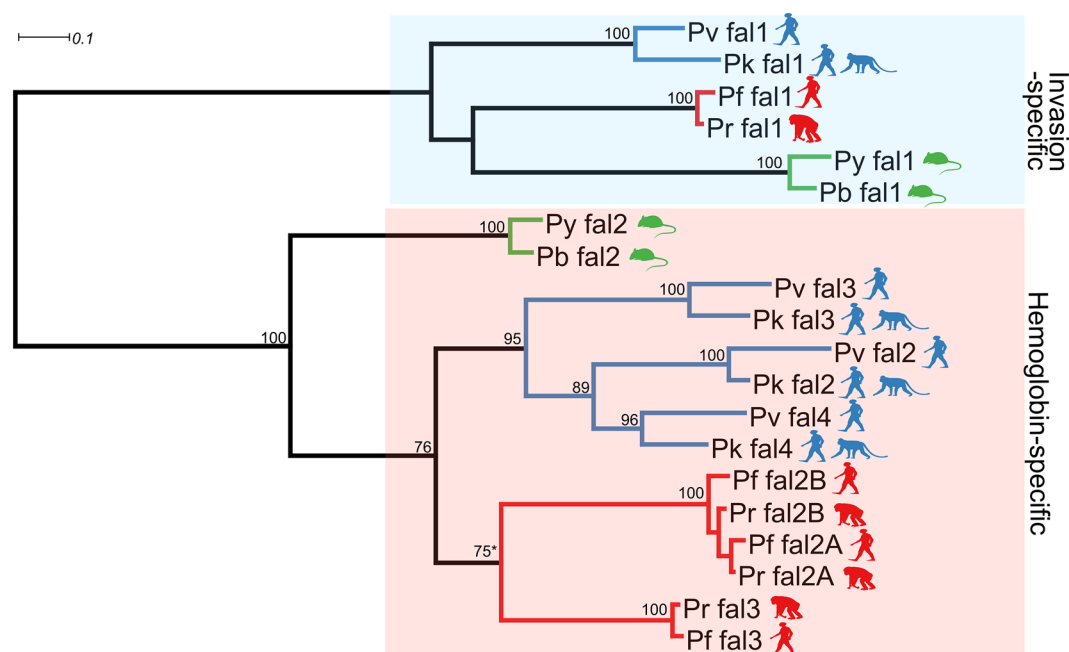 0.1
100
Pv fal1
Pk fal1
100
Pf fal1
Pr fal1
100
Py fal1
Pb fal1
Invasion
-specific
100
Py fal2
Pb fal2
100
100
Pv fal3
Pk fal3
95
100
Pv fal2
Pk fal2
89
96
Pv fal4
Pk fal4
76
100
Pf fal2B
Pr fal2B
Pf fal2A
Pr fal2A
75*
100
Pr fal3
Pf fal3
Hemoglobin-specific